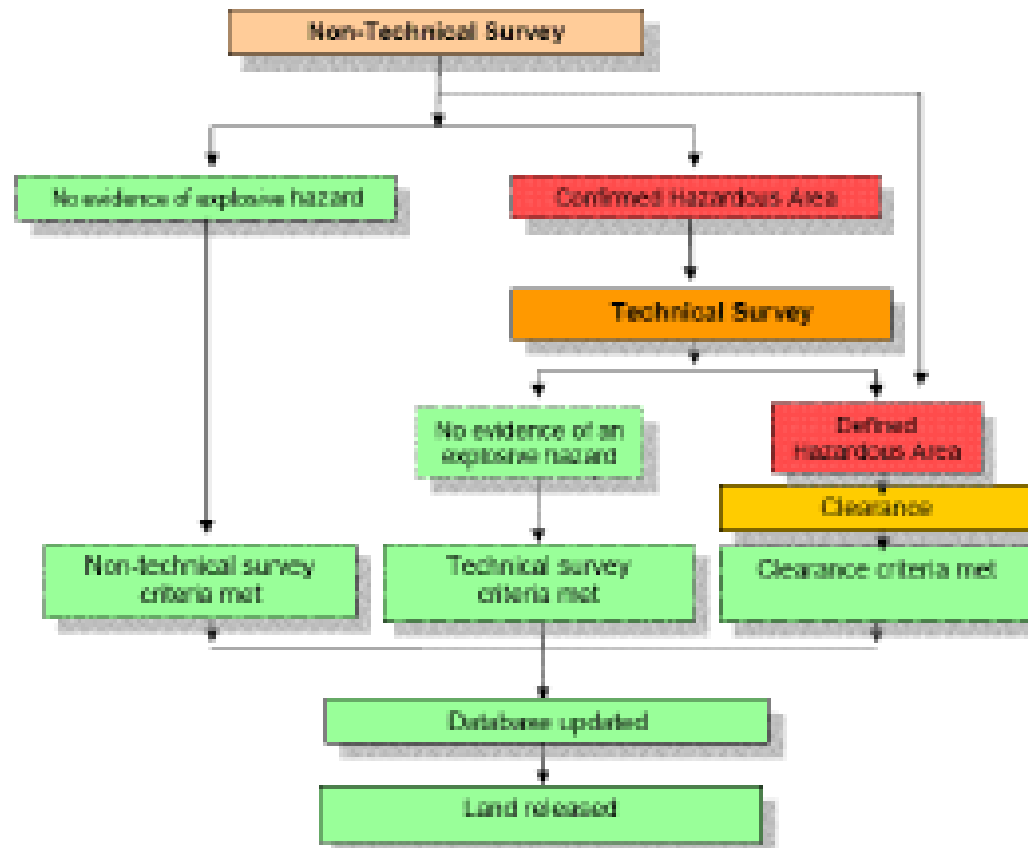 Non-Technical Survey
No evidence of explosive hazard
Confirmed Hazardous Area
Technical Survey
No evidence of an
explosive hazard
Defined
Hazardous Area
Clearance
Non-technical survey
criteria met
Technical survey
criteria met
Clearance criteria met
Database updated
Land released